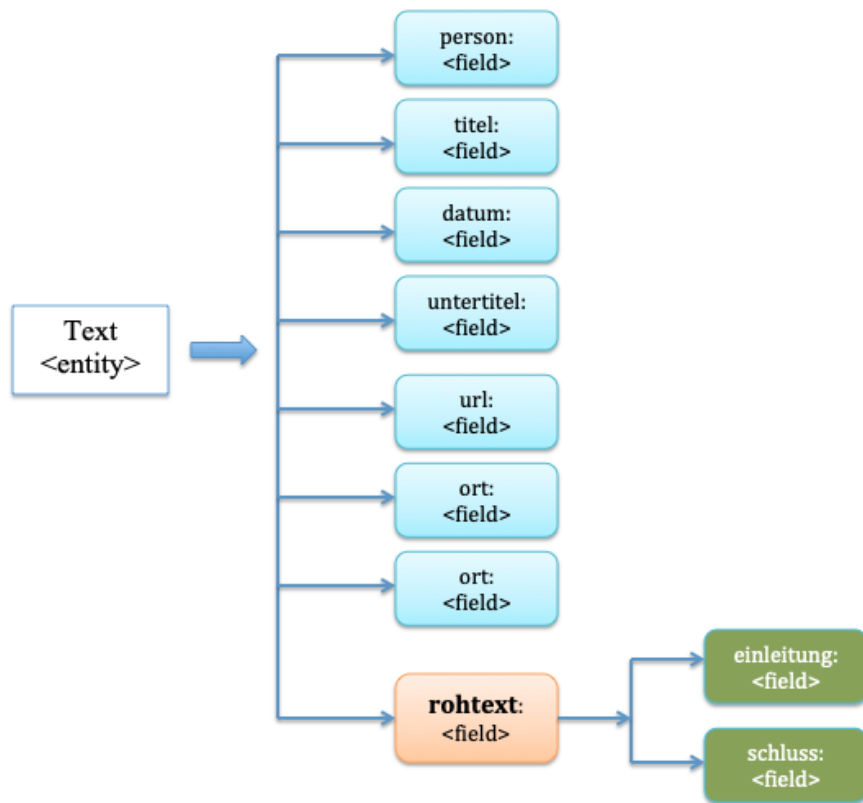 person:
<field>
titel:
<field>
datum:
<field>
untertitel:
<field>
Text
<entity>
url:
<field>
ort:
<field>
ort:
<field>
rohtext:
<field>
einleitung:
<field>
schluss:
<field>